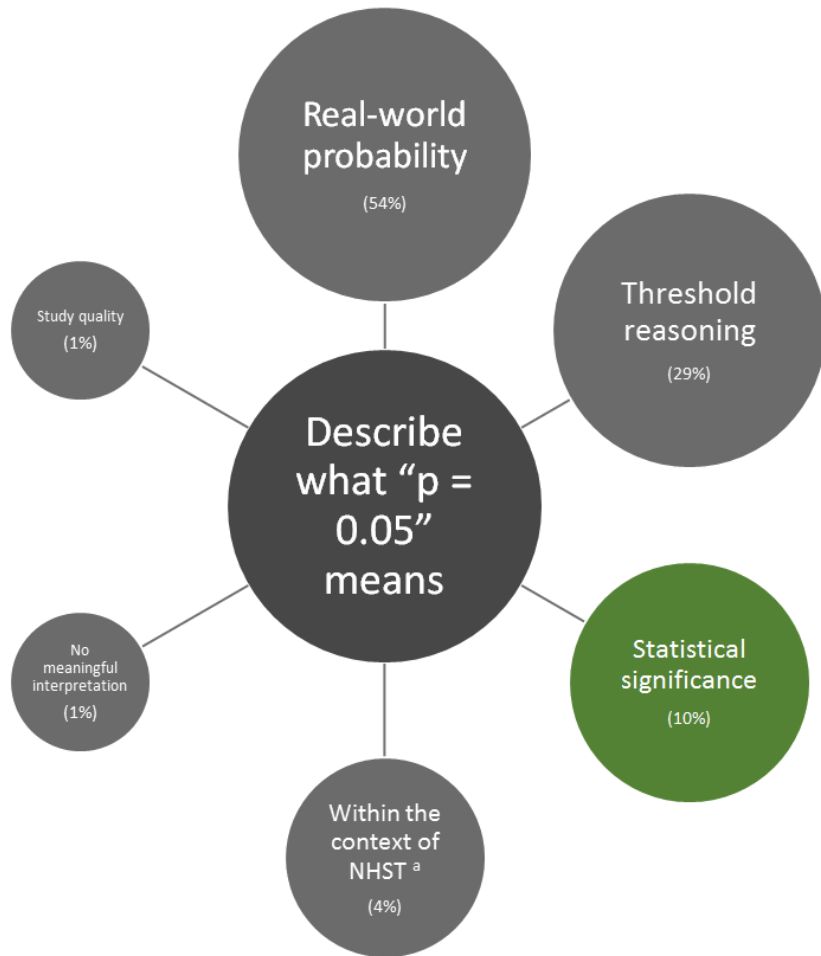 Real-world
probability
(54%)
Threshold
reasoning
(29%)
Study quality
(1%)
Describe
what “p =
0.05”
means
No
meaningful
interpretation
(1%)
Statistical
significance
(10%)
Within the
context of
NHST a
(4%)